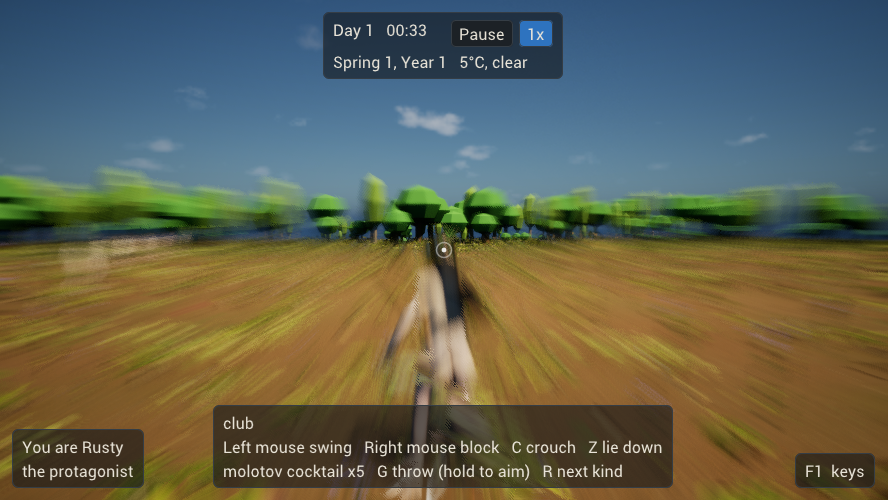 Day 1 00:33 Pause 1x
Spring 1, Year 1 5°C, clear
club
Left mouse swing Right mouse block C crouch Z lie down
molotov cocktail x5 G throw (hold to aim) R next kind
You are Rusty
the protagonist
F1 keys